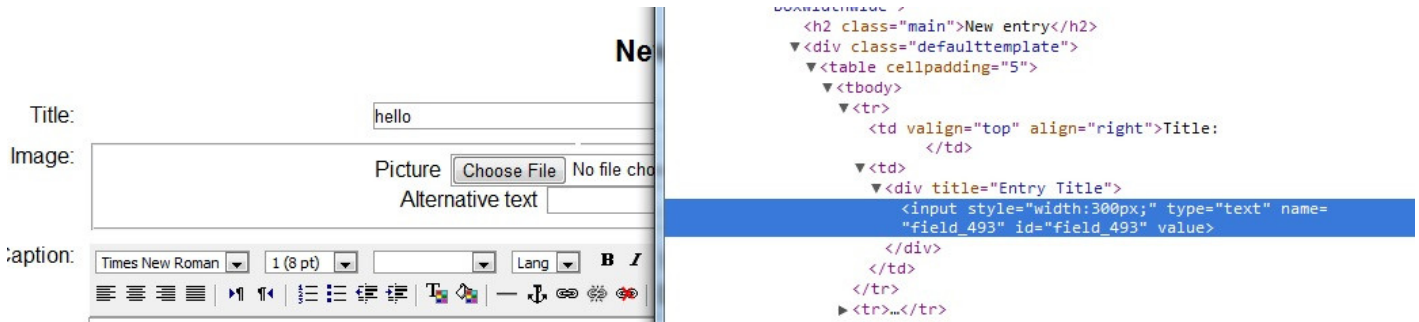 Ne
Title:
hello
Image:
Picture Choose File No file cho
Alternative text
aption:
Times New Roman 1 (8 pt) Lang B I
<h2 class="main">New entry</h2>
▼<div class="defaulttemplate">
▼<table cellpadding="5">
▼<tbody>
▼<tr>
<td valign="top" align="right">Title:
</td>
▼<td>
▼<div title="Entry Title">
<input style="width:300px;" type="text" name=
"field_493" id="field_493" value>
</div>
</td>
</tr>
▶<tr>…</tr>